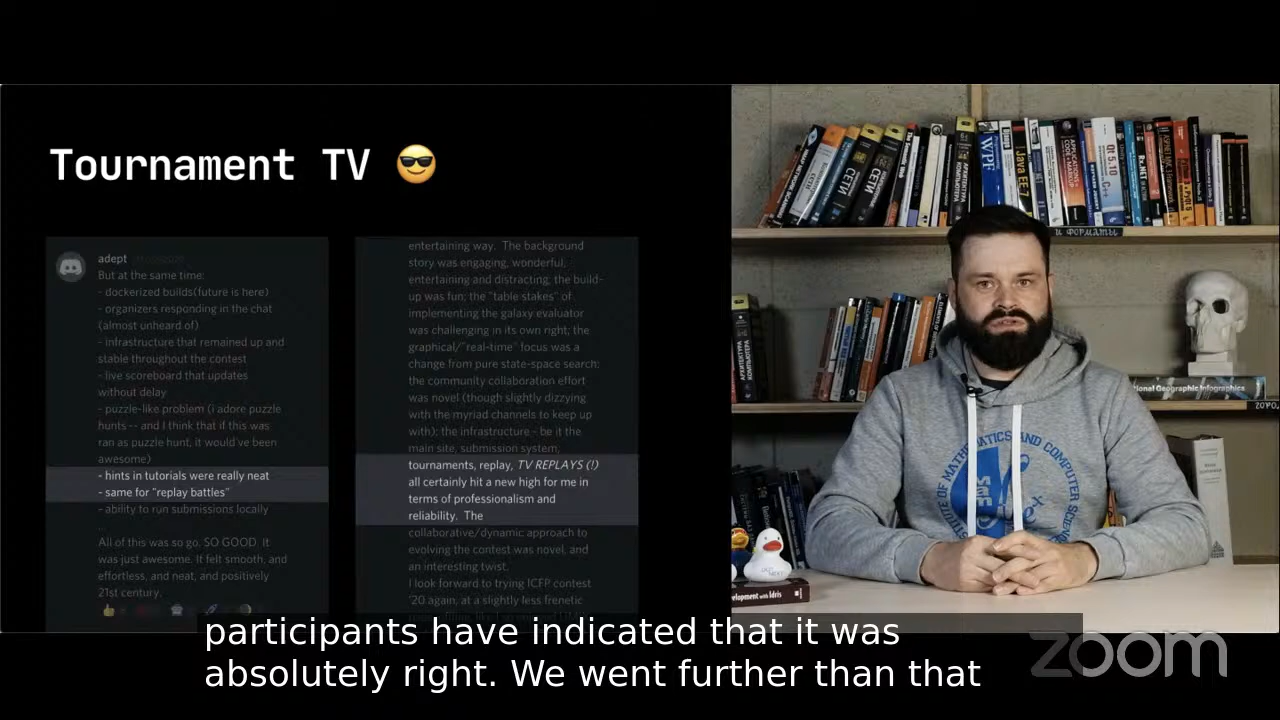 Tournament TV 😎
adept
But at the same time:
- dockerized builds(future is here)
- organizers responding in the chat
(almost unheard of)
- infrastructure that remained up and
stable throughout the contest
- live scoreboard that updates
without delay
- puzzle-like problem (i adore puzzle
hunts -- and I think that if this was
ran as puzzle hunt, it would've been
awesome)
- hints in tutorials were really neat
- same for "replay battles"
- ability to run submissions locally
...
All of this was so go, SO GOOD. It
was just awesome. It felt smooth, and
effortless, and neat, and positively
21st century.
entertaining way. The background
story was engaging, wonderful,
entertaining and distracting; the build-
up was fun; the "table stakes" of
implementing the galaxy evaluator
was challenging in its own right; the
graphical/"real-time" focus was a
change from pure state-space search;
the community collaboration effort
was novel (though slightly dizzying
with the myriad channels to keep up
with); the infrastructure - be it the
main site, submission system,
tournaments, replay, TV REPLAYS (!)
all certainly hit a new high for me in
terms of professionalism and
reliability. The
collaborative/dynamic approach to
evolving the contest was novel, and
an interesting twist.
I look forward to trying ICFP contest
'20 again, at a slightly less frenetic
СЕТИ
СЕТИ
АРХИТЕКТУРА КОМПЬЮТЕРА
WPF
Java EE 7
Qt 5.10
C++
И ФОРМАТЫ
АРХИТЕКТУРА КОМПЬЮТЕРА
National Geographic Infographics
INSTITUTE OF MATHEMATICS AND COMPUTER SCIENCE
Development with Idris
participants have indicated that it was
absolutely right. We went further than that
zoom